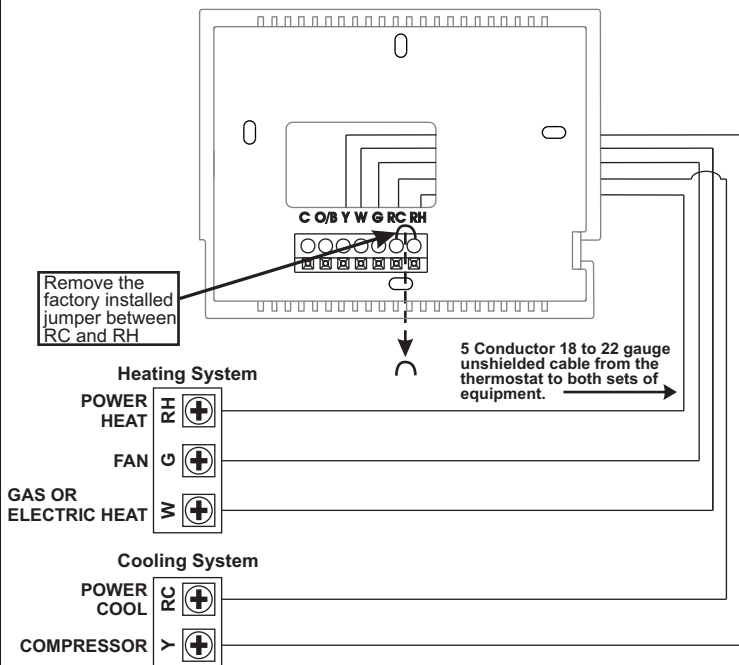 C O/B Y W G RC RH
Remove the
factory installed
jumper between
RC and RH
5 Conductor 18 to 22 gauge
unshielded cable from the
thermostat to both sets of
equipment.
Heating System
POWER
HEAT
RH
FAN
G
GAS OR
ELECTRIC HEAT
W
Cooling System
POWER
COOL
RC
COMPRESSOR
Y